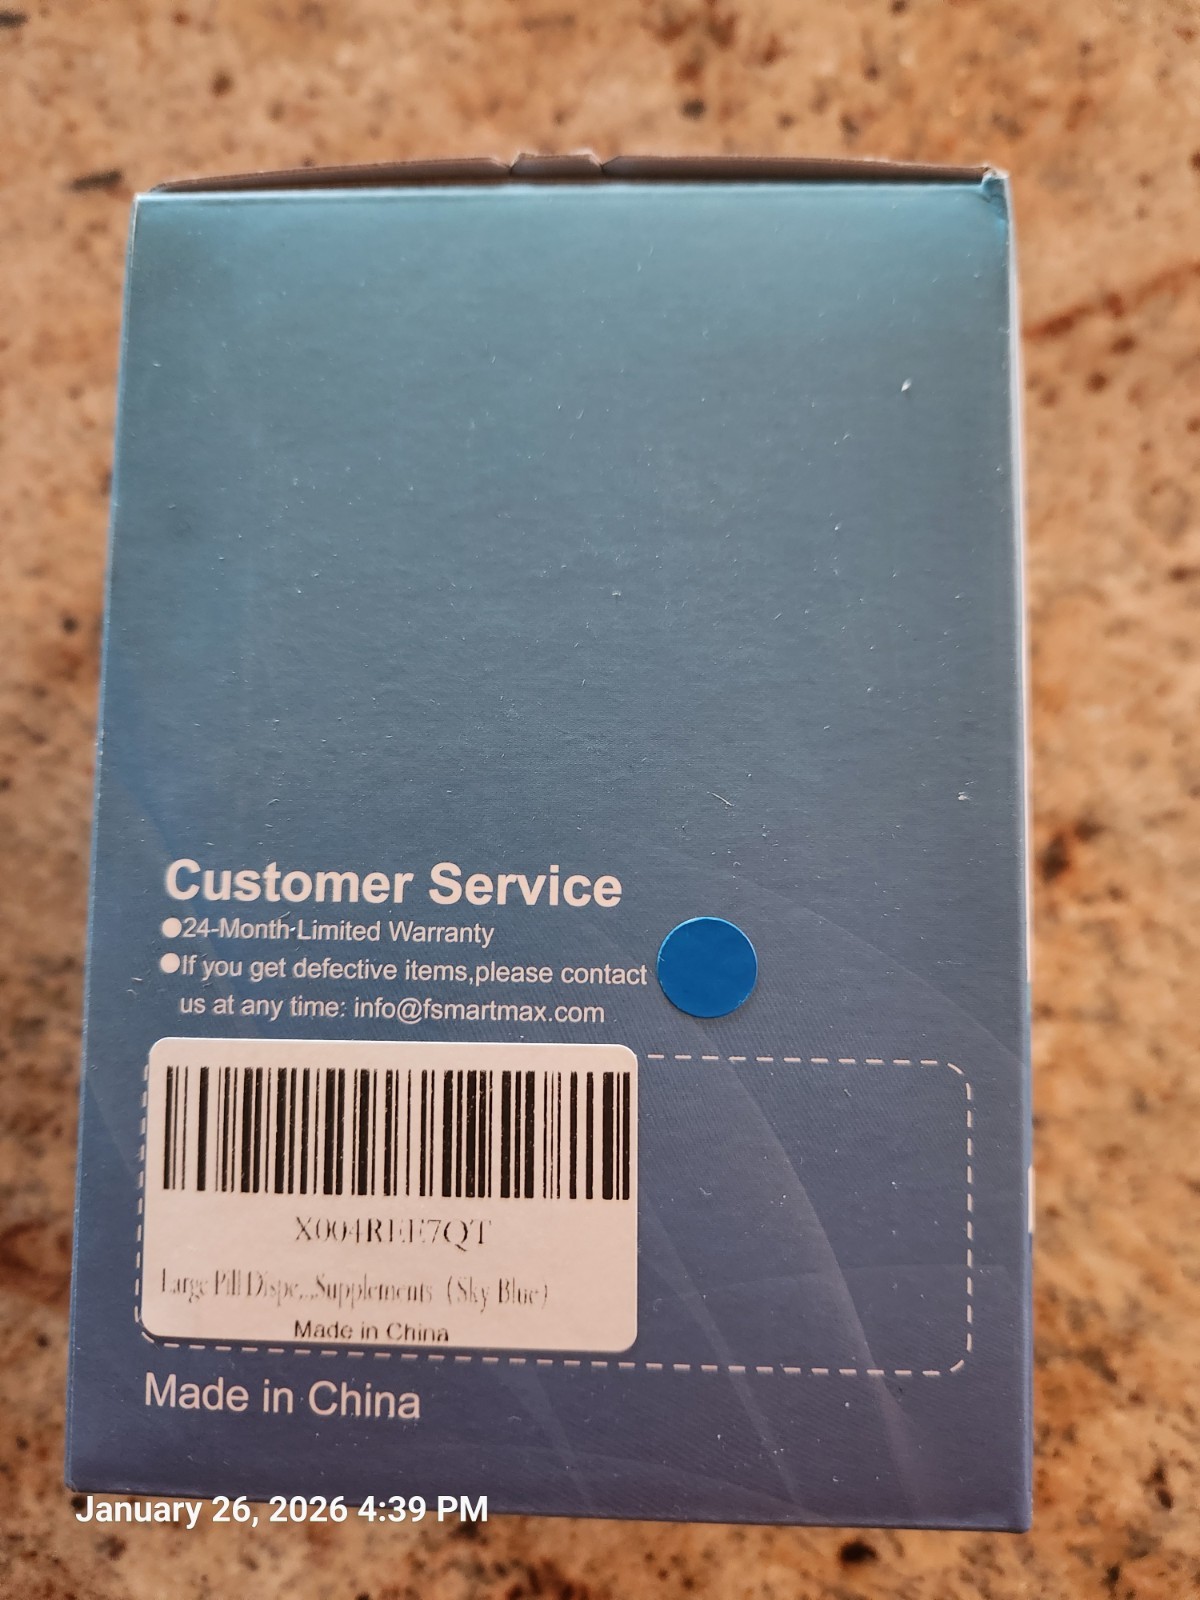 Customer Service
●24-Month-Limited Warranty
●If you get defective items,please contact
us at any time: info@fsmartmax.com
X004REE7QT
Large Pill Dispe...Supplements (Sky Blue)
Made in China
Made in China
January 26, 2026 4:39 PM